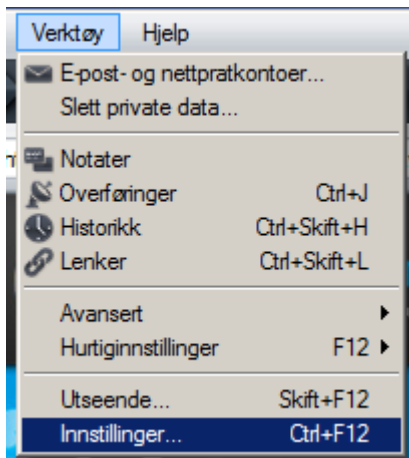 Verktøy Hjelp
E-post- og nettpratkontoer...
Slett private data...
Notater
Overføringer Ctrl+J
Historikk Ctrl+Skift+H
Lenker Ctrl+Skift+L
Avansert
Hurtiginnstillinger F12
Utseende... Skift+F12
Innstillinger... Ctrl+F12